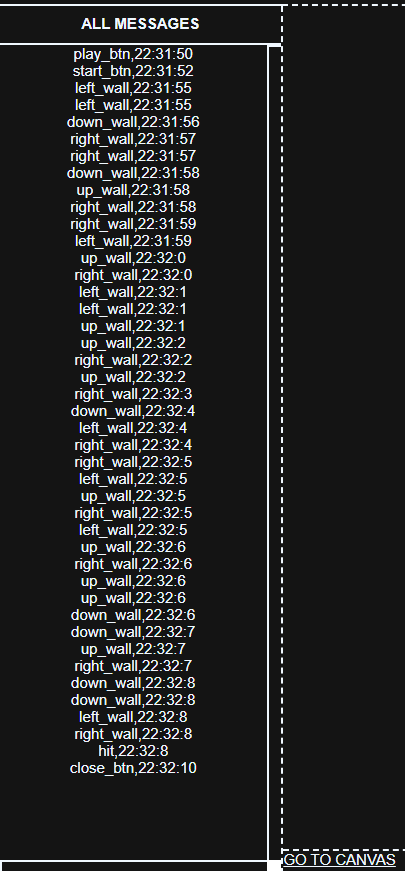 ALL MESSAGES
play_btn,22:31:50
start_btn,22:31:52
left_wall,22:31:55
left_wall,22:31:55
down_wall,22:31:56
right_wall,22:31:57
right_wall,22:31:57
down_wall,22:31:58
up_wall,22:31:58
right_wall,22:31:58
right_wall,22:31:59
left_wall,22:31:59
up_wall,22:32:0
right_wall,22:32:0
left_wall,22:32:1
left_wall,22:32:1
up_wall,22:32:1
up_wall,22:32:2
right_wall,22:32:2
up_wall,22:32:2
right_wall,22:32:3
down_wall,22:32:4
left_wall,22:32:4
right_wall,22:32:4
right_wall,22:32:5
left_wall,22:32:5
up_wall,22:32:5
right_wall,22:32:5
left_wall,22:32:5
up_wall,22:32:6
right_wall,22:32:6
up_wall,22:32:6
up_wall,22:32:6
down_wall,22:32:6
down_wall,22:32:7
up_wall,22:32:7
right_wall,22:32:7
down_wall,22:32:8
down_wall,22:32:8
left_wall,22:32:8
right_wall,22:32:8
hit,22:32:8
close_btn,22:32:10
GO TO CANVAS